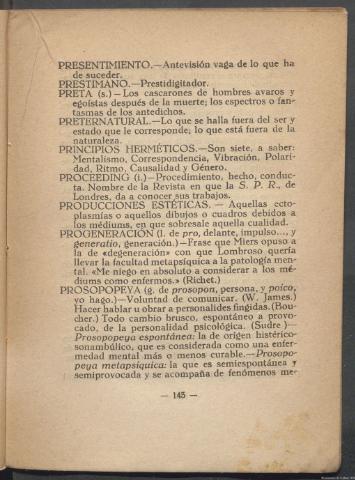 PRESENTIMIENTO.—Antevisión vaga de lo que ha
de suceder.
PRESTIMANO.—Prestidigitador.
PRETA (s.)—Los cascarones de hombres avaros y
egoístas después de la muerte; los espectros o fan-
tasmas de los antedichos.
PRETERNATURAL.—Lo que se halla fuera del ser y
estado que le corresponde; lo que está fuera de la
naturaleza.
PRINCIPIOS HERMÉTICOS.—Son siete, a saber:
Mentalismo, Correspondencia, Vibración, Polari-
dad, Ritmo, Causalidad y Género.
PROCEEDING (i.)—Procedimiento, hecho, conduc-
ta. Nombre de la Revista en que la S. P. R., de
Londres, da a conocer sus trabajos.
PRODUCCIONES ESTÉTICAS. — Aquellas ecto-
plasmías o aquellos dibujos o cuadros debidos a
los médiums, en que sobresale aquella cualidad.
PROGENERACIÓN (l. de pro, delante, impulso..., y
generatio, generación.)—Frase que Miers opuso a
la de «degeneración» con que Lombroso quería
llevar la facultad metapsíquica a la patología men-
tal. «Me niego en absoluto a considerar a los mé-
diums como enfermos.» (Richet.)
PROSOPOPEYA (g. de prosopon, persona, y poico,
yo hago.)—Voluntad de comunicar. (W. James.)
Hacer hablar u obrar a personalides fingidas. (Bou-
cher.) Todo cambio brusco, espontáneo a provo-
cado, de la personalidad psicológica. (Sudre )—
Prosopopeya espontánea: la de origen histérico-
sonambúlico, que es considerada como una enfer-
medad mental más o menos curable.—Prosopo-
peya metapsíquica: la que es semiespontánea y
semiprovocada y se acompaña de fenómenos me-
— 145 —